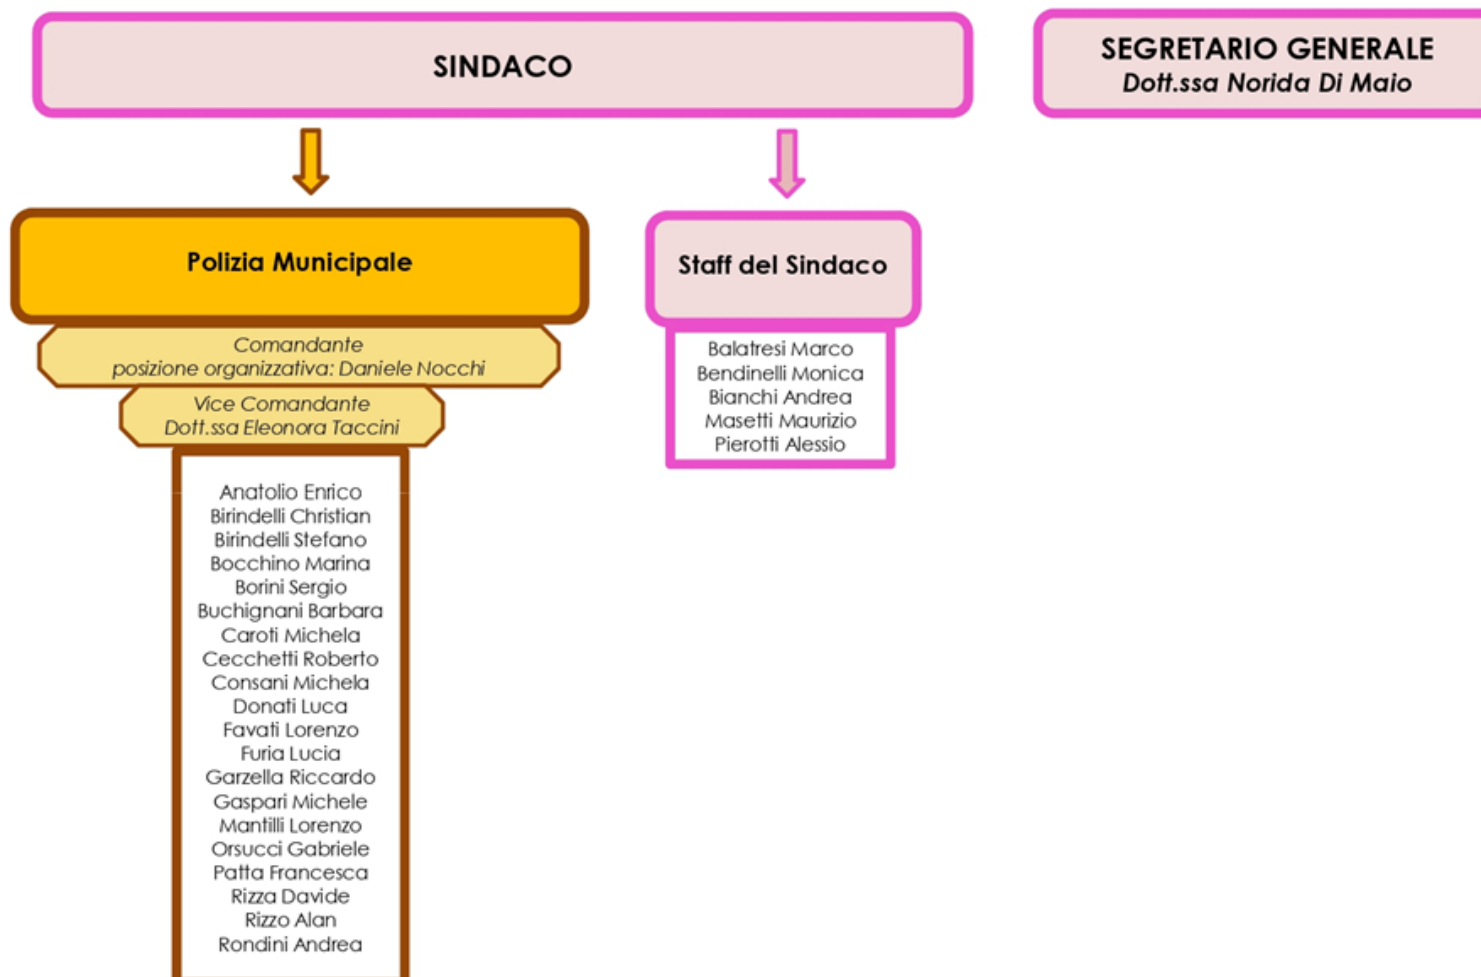 SINDACO
SEGRETARIO GENERALE
Dott.ssa Norida Di Maio
Polizia Municipale
Comandante
posizione organizzativa: Daniele Nocchi
Vice Comandante
Dott.ssa Eleonora Taccini
Anatolio Enrico
Birindelli Christian
Birindelli Stefano
Bocchino Marina
Borini Sergio
Buchignani Barbara
Caroti Michela
Cecchetti Roberto
Consani Michela
Donati Luca
Favati Lorenzo
Furia Lucia
Garzella Riccardo
Gaspari Michele
Mantilli Lorenzo
Orsucci Gabriele
Patta Francesca
Rizza Davide
Rizzo Alan
Rondini Andrea
Staff del Sindaco
Balatresi Marco
Bendinelli Monica
Bianchi Andrea
Masetti Maurizio
Pierotti Alessio